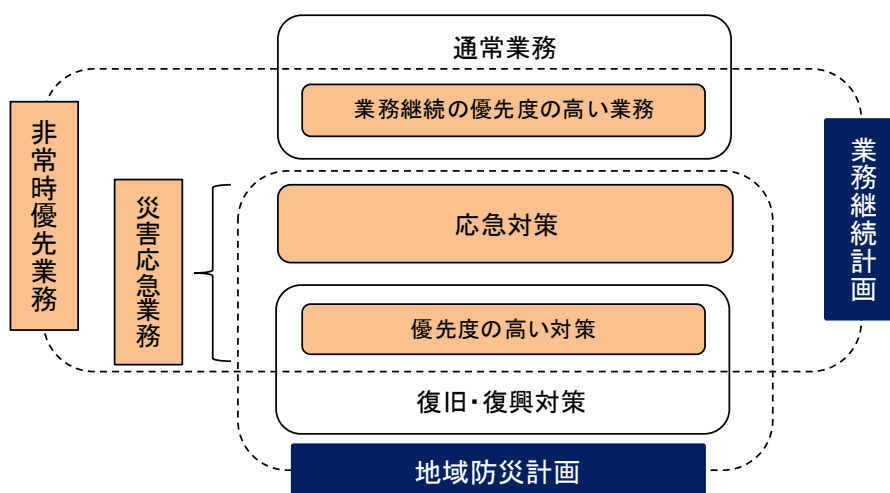 通常業務
業務継続の優先度の高い業務
非常時優先業務
災害応急業務
応急対策
業務継続計画
優先度の高い対策
復旧・復興対策
地域防災計画